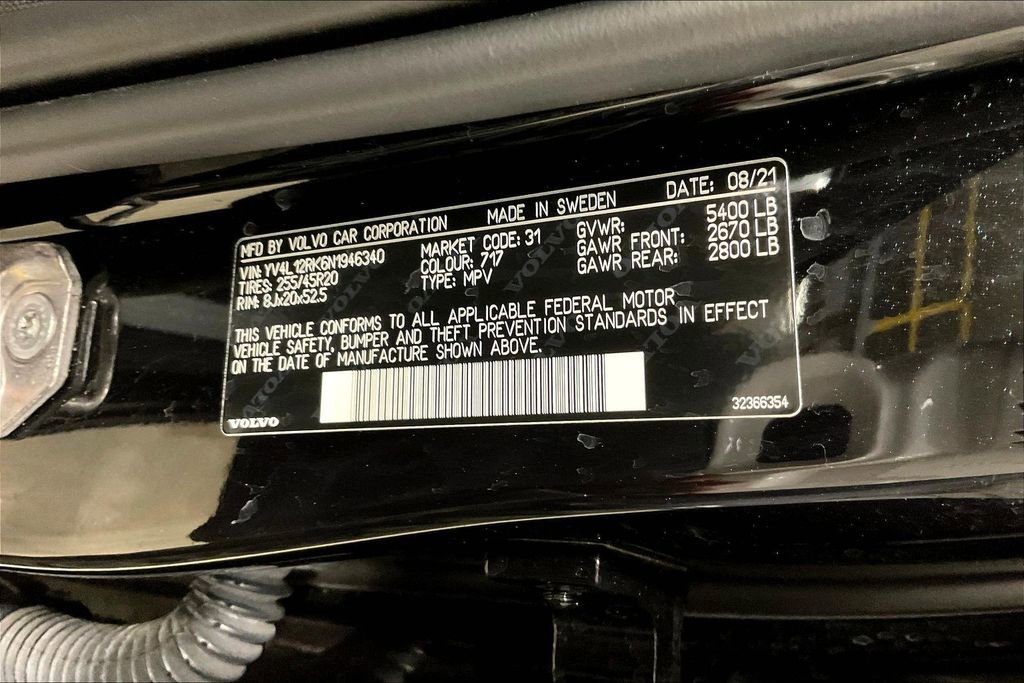 MFD BY VOLVO CAR CORPORATION MADE IN SWEDEN DATE: 08/21
VIN: YV4L12RK6N1946340 MARKET CODE: 31 GVWR: 5400 LB
TIRES: 255/45R20 COLOUR: 717 GAWR FRONT: 2670 LB
RIM: 8Jx20x52.5 TYPE: MPV GAWR REAR: 2800 LB
THIS VEHICLE CONFORMS TO ALL APPLICABLE FEDERAL MOTOR
VEHICLE SAFETY, BUMPER AND THEFT PREVENTION STANDARDS IN EFFECT
ON THE DATE OF MANUFACTURE SHOWN ABOVE.
VOLVO 32366354